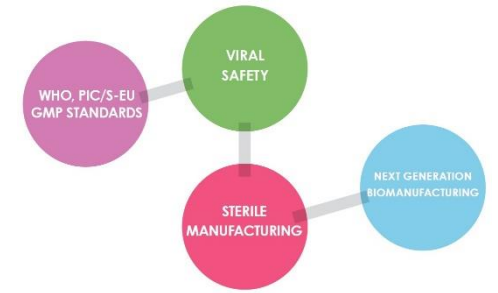 VIRAL
SAFETY
WHO, PIC/S-EU
GMP STANDARDS
NEXT GENERATION
BIOMANUFACTURING
STERILE
MANUFACTURING